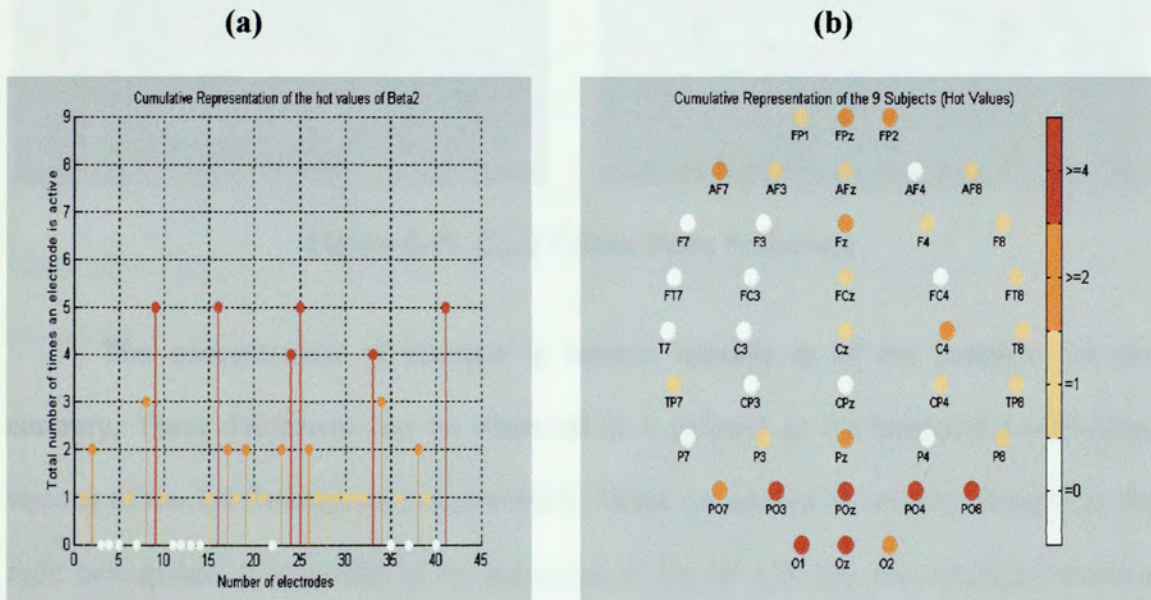 (a)
(b)
Cumulative Representation of the hot values of Beta2
9
8
7
6
5
4
3
2
1
0
Total number of times an electrode is active
0 5 10 15 20 25 30 35 40 45
Number of electrodes
Cumulative Representation of the 9 Subjects (Hot Values)
FP1 FPz FP2
AF7 AF3 AFz AF4 AF8
F7 F3 Fz F4 F8
FT7 FC3 FCz FC4 FT8
T7 C3 Cz C4 T8
TP7 CP3 CPz CP4 TP8
P7 P3 Pz P4 P8
PO7 PO3 POz PO4 PO8
O1 Oz O2
>=4
>=2
=1
=0